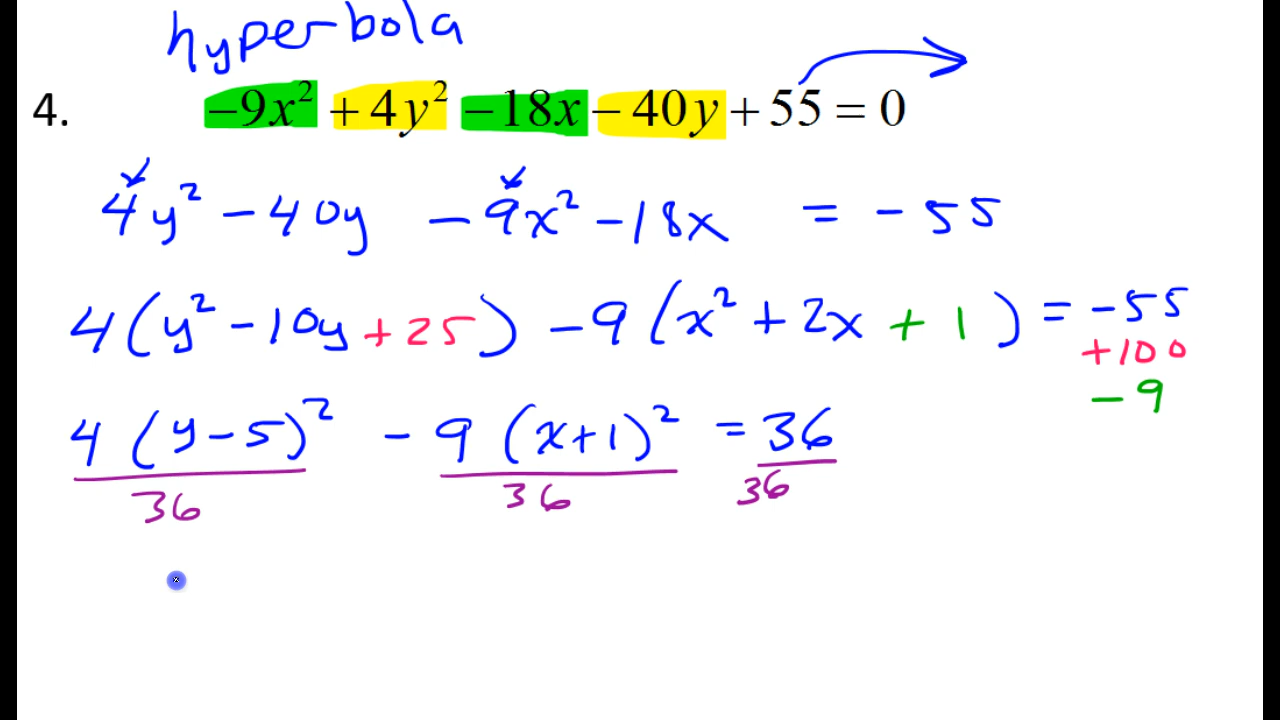 hyperbola
4. −9x² + 4y² − 18x − 40y + 55 = 0
4y² − 40y − 9x² − 18x = − 55
4(y² − 10y + 25) − 9(x² + 2x + 1) = − 55
+100
− 9
4(y − 5)² − 9(x+1)² = 36
36 36 36